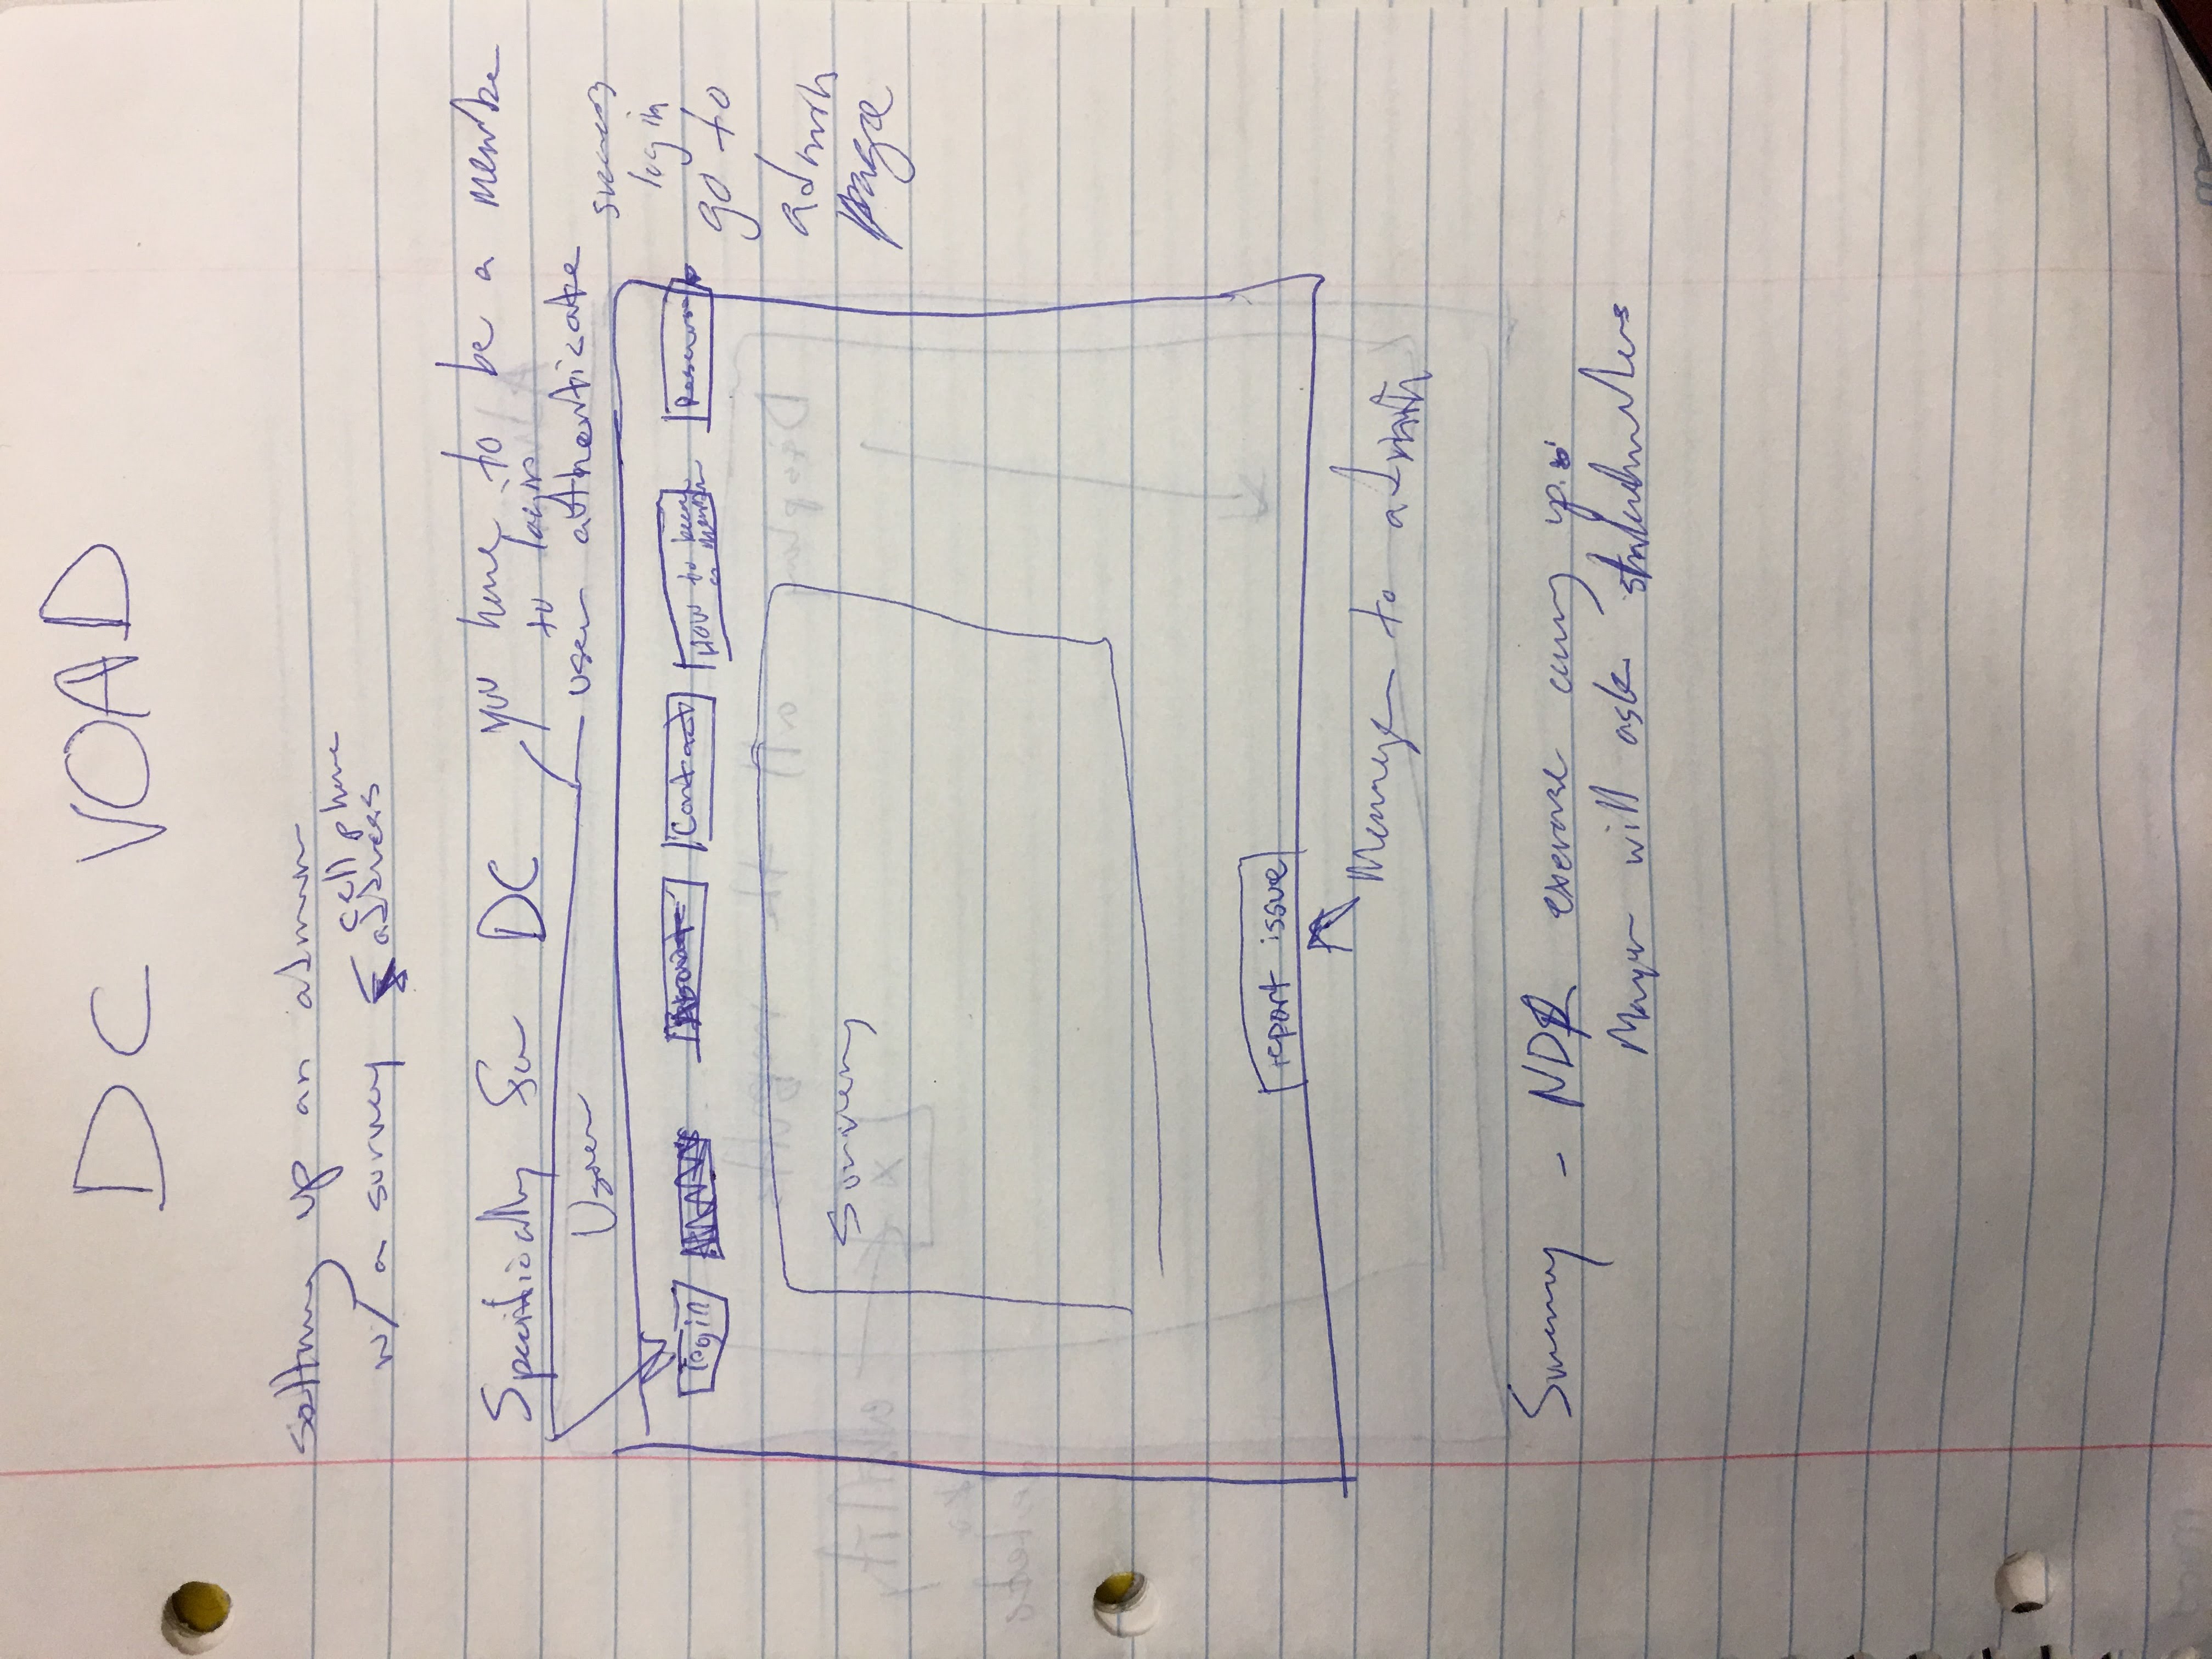 DC VOAD
setting up an admin
w/ a survey
cell phone
address
Specifically for DC
you have to be a member
to login
user authenticate
User
success
log in
go to
admin
page
login
About
Contact
How to become
a member
Resources
Survey
report issue
Message to admin
Survey - NDR exercise coming up.
Mayor will ask stakeholders